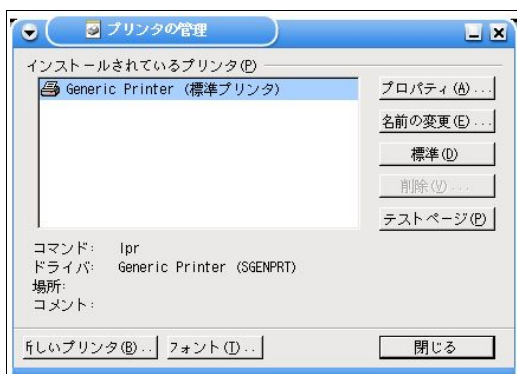 プリンタの管理
インストールされているプリンタ(P)
Generic Printer (標準プリンタ)
プロパティ(A)...
名前の変更(E)...
標準(D)
削除(V)...
テストページ(P)
コマンド: lpr
ドライバ: Generic Printer (SGENPRT)
場所:
コメント:
しいプリンタ(B)..
フォント(T)..
閉じる